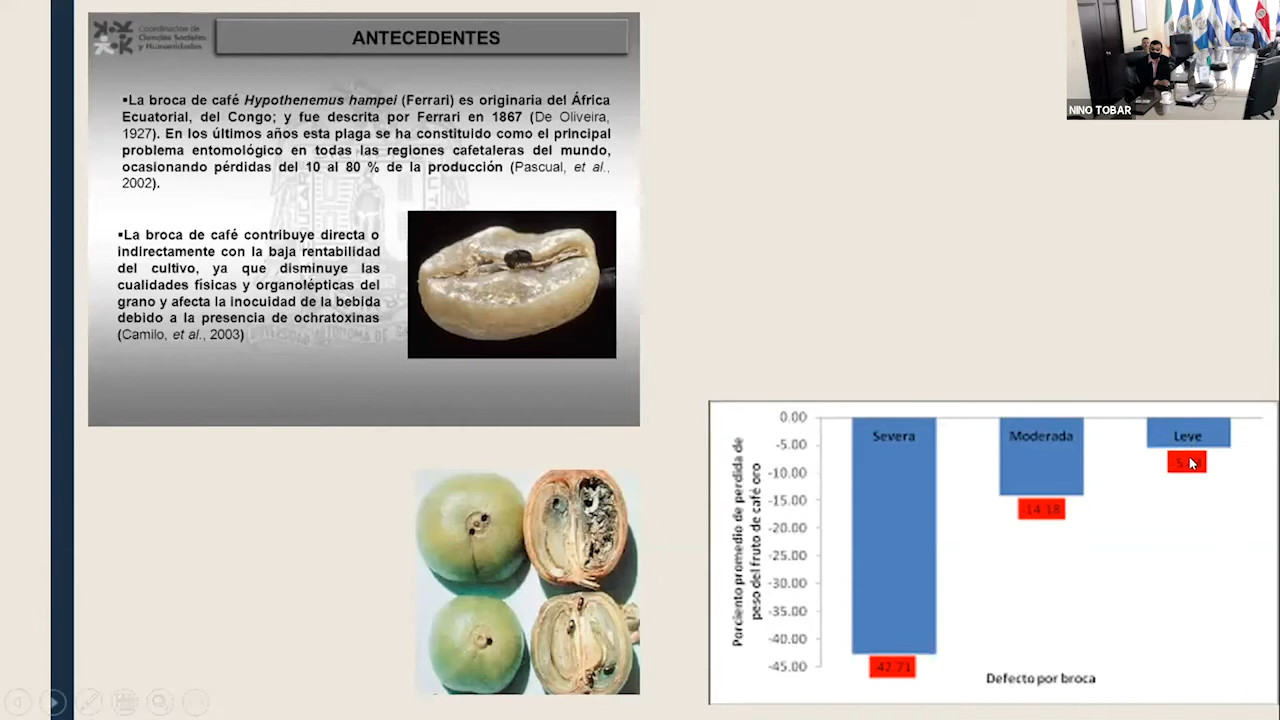 Coordinación de
Ciencias Sociales
y Humanidades
ANTECEDENTES
▪La broca de café Hypothenemus hampei (Ferrari) es originaria del África
Ecuatorial, del Congo; y fue descrita por Ferrari en 1867 (De Oliveira,
1927). En los últimos años esta plaga se ha constituido como el principal
problema entomológico en todas las regiones cafetaleras del mundo,
ocasionando pérdidas del 10 al 80 % de la producción (Pascual, et al.,
2002).
▪La broca de café contribuye directa o
indirectamente con la baja rentabilidad
del cultivo, ya que disminuye las
cualidades físicas y organolépticas del
grano y afecta la inocuidad de la bebida
debido a la presencia de ochratoxinas
(Camilo, et al., 2003)
NINO TOBAR
Porciento promedio de perdida de
peso del fruto de café oro
0.00
-5.00
-10.00
-15.00
-20.00
-25.00
-30.00
-35.00
-40.00
-45.00
Severa
Moderada
Leve
-42.71
-14.18
Defecto por broca